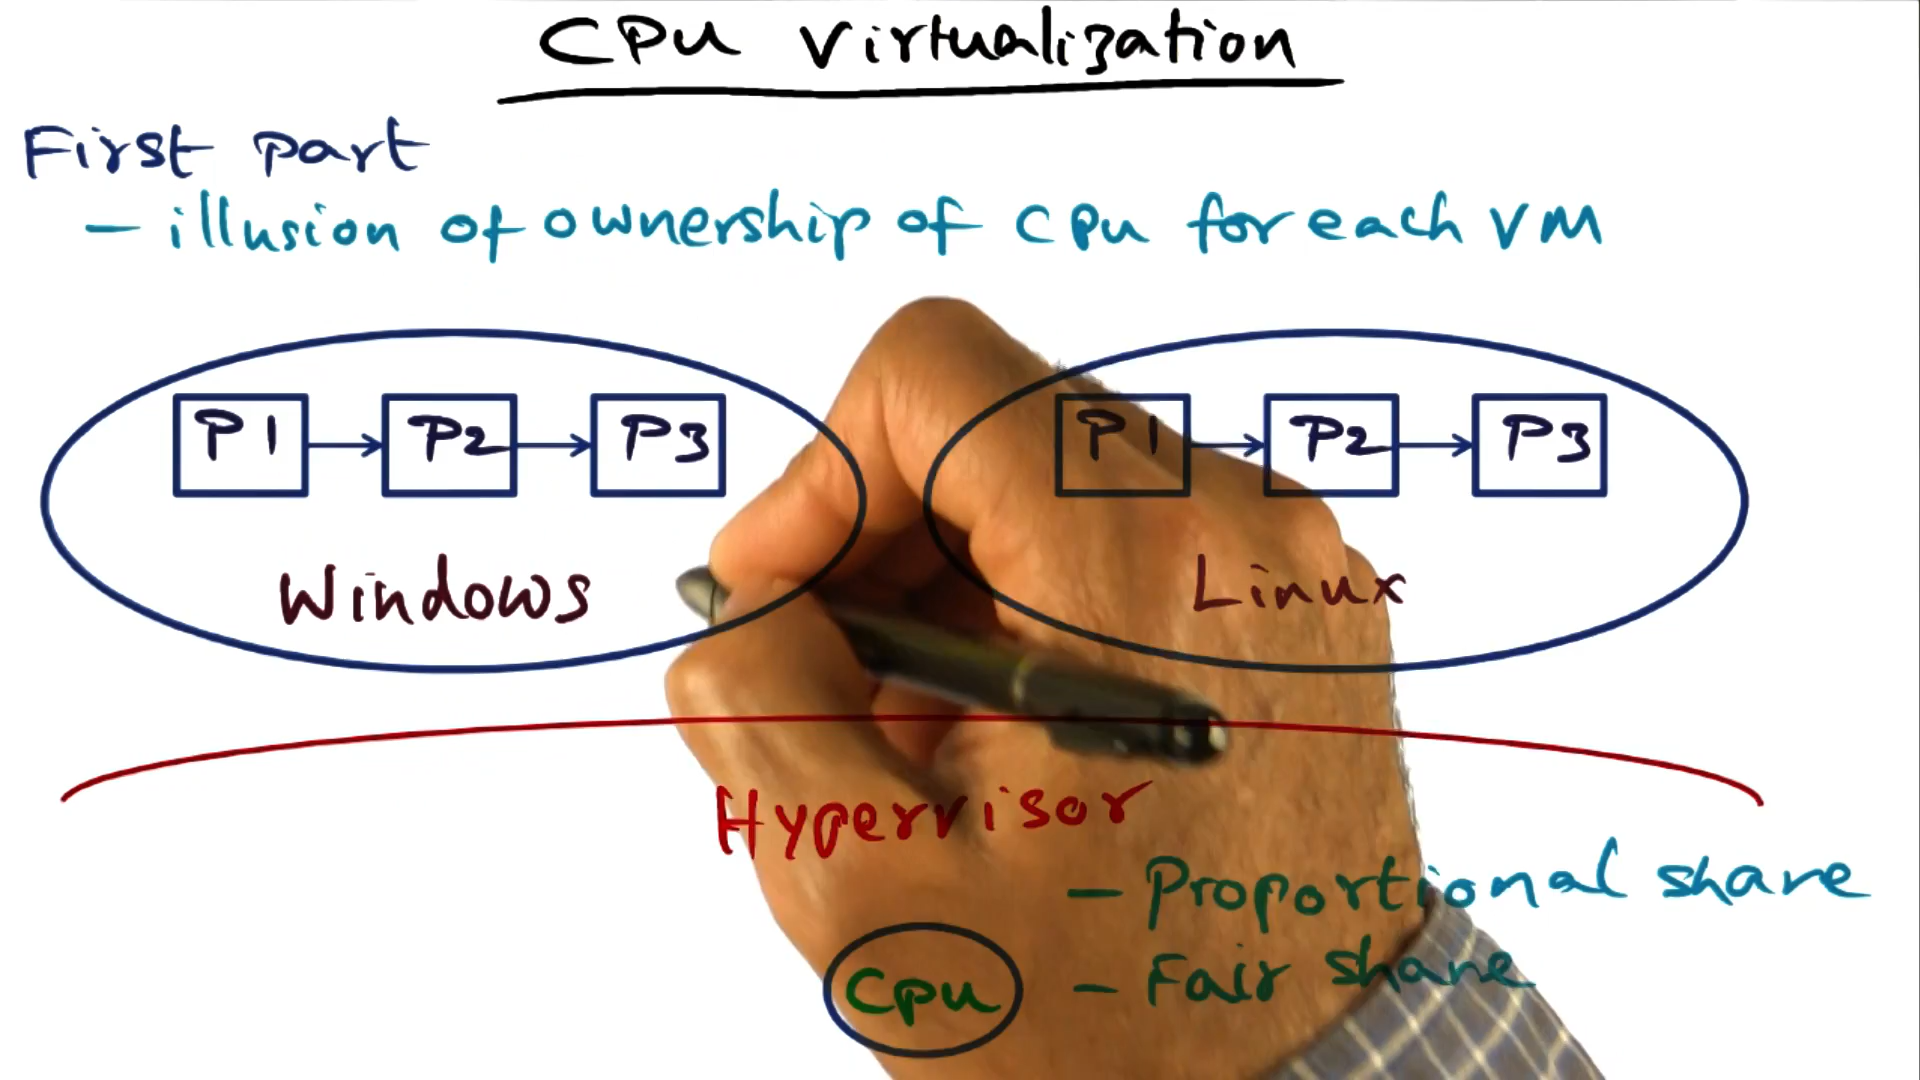 CPU Virtualization
First part
- illusion of ownership of CPU for each VM
P1 P2 P3 P1 P2 P3
Windows Linux
Hypervisor
- Proportional share
CPU - Fair share